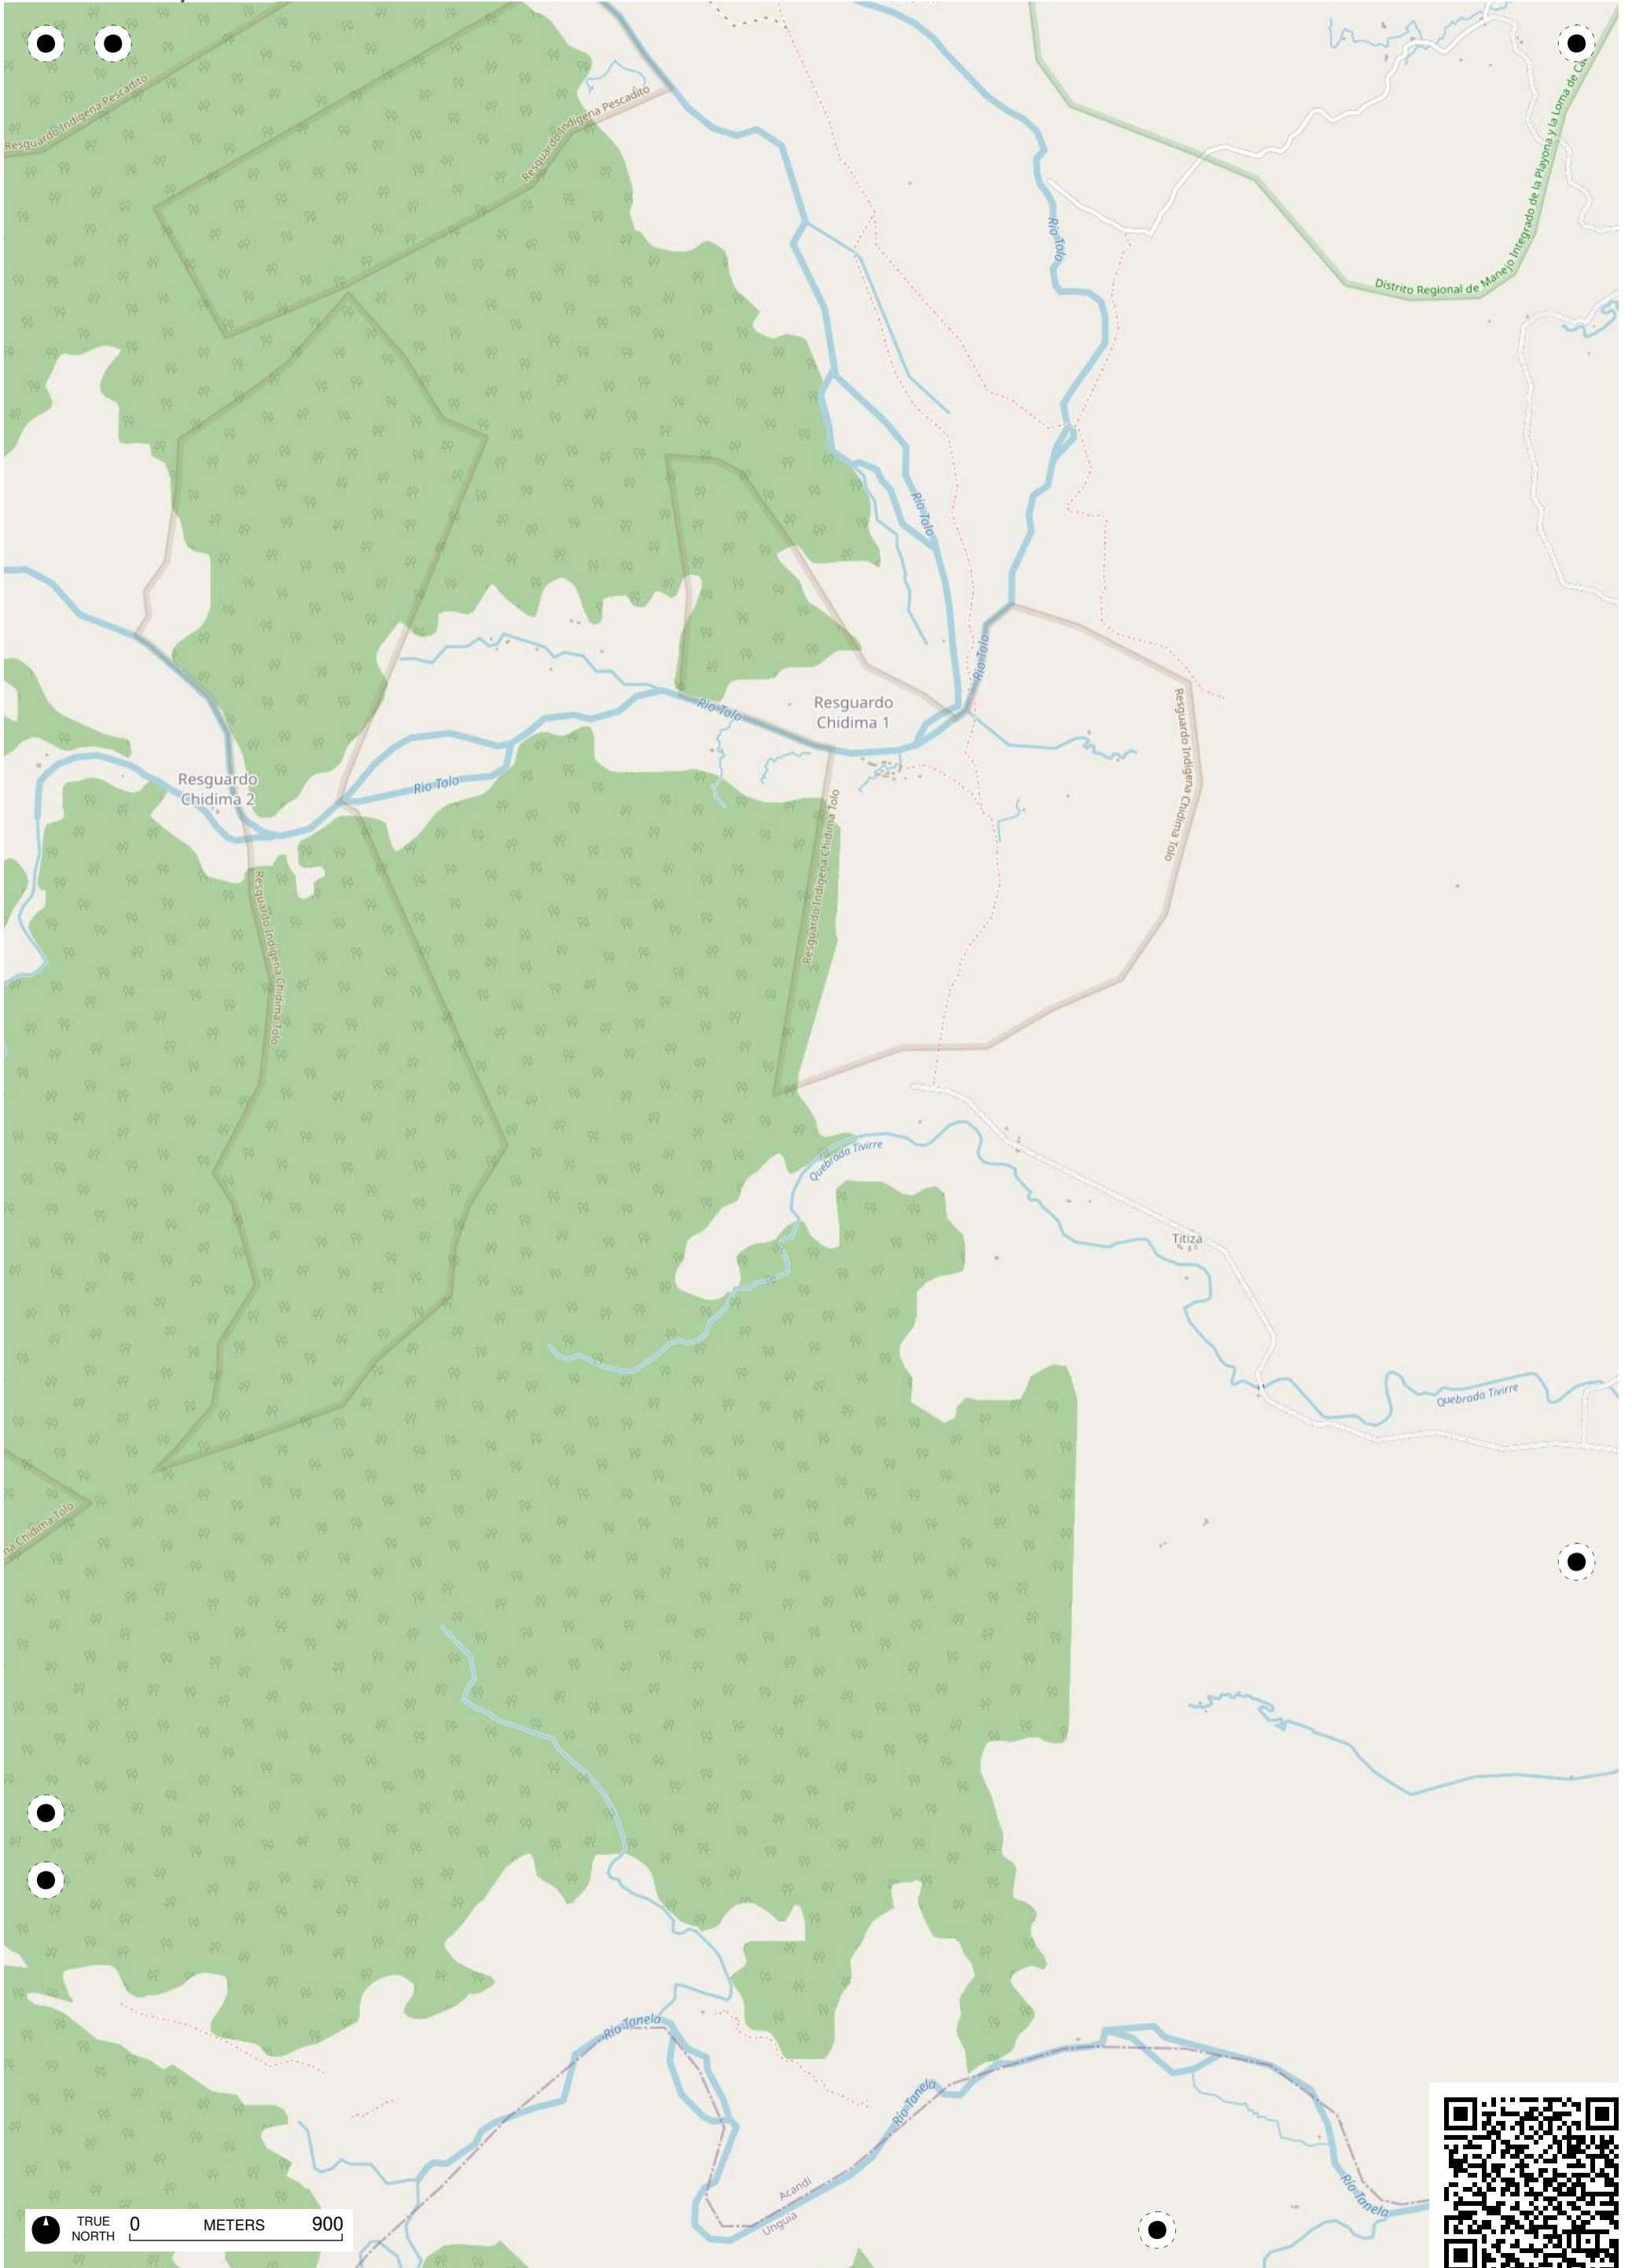 Resguardo Indígena Pescadito
Resguardo Indígena Pescadito
Río Tolo
Distrito Regional de Manejo Integrado de la Playona y la Loma de
Río Tolo
Río Tolo
Resguardo
Chidima 1
Río Tolo
Resguardo Indígena Chidima Tolo
Resguardo
Chidima 2
Río Tolo
Resguardo Indígena Chidima Tolo
Resguardo Indígena Chidima Tolo
Quebrada Tivirre
Titiza
Quebrada Tivirre
na Chidima Tolo
Río Tanela
Río Tanela
Río Tanela
Acandí
Unguía
TRUE
NORTH
0 METERS 900